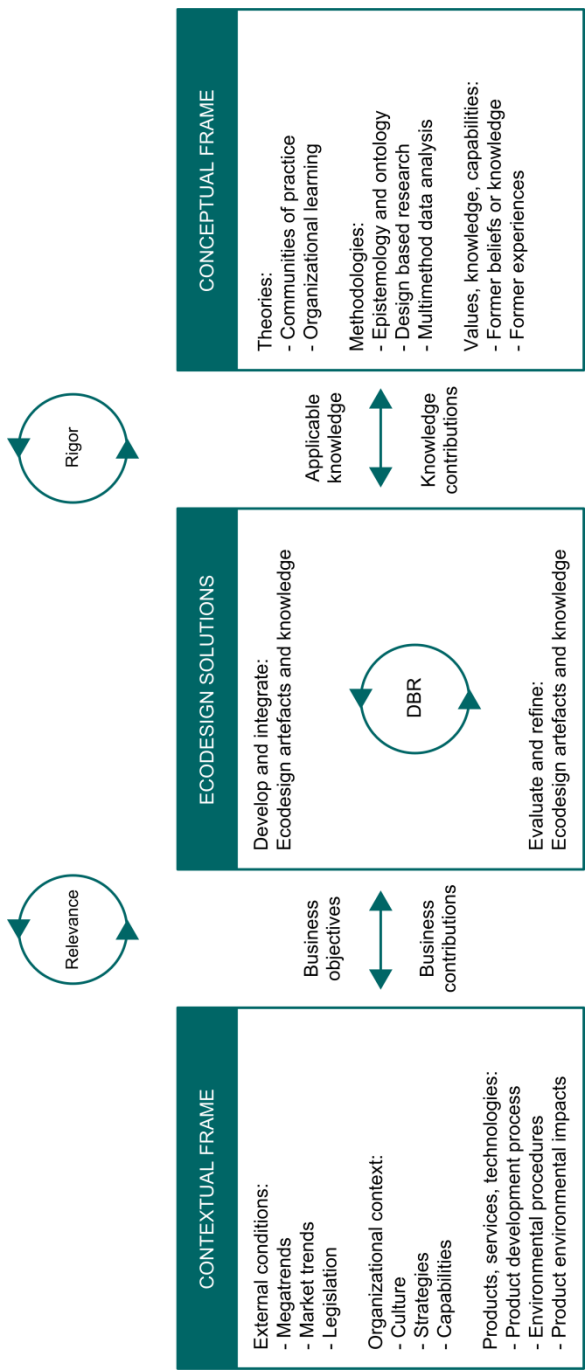 Relevance
Rigor
CONTEXTUAL FRAME
External conditions:
- Megatrends
- Market trends
- Legislation
Organizational context:
- Culture
- Strategies
- Capabilities
Products, services, technologies:
- Product development process
- Environmental procedures
- Product environmental impacts
Business
objectives
Business
contributions
ECODESIGN SOLUTIONS
Develop and integrate:
Ecodesign artefacts and knowledge
DBR
Evaluate and refine:
Ecodesign artefacts and knowledge
Applicable
knowledge
Knowledge
contributions
CONCEPTUAL FRAME
Theories:
- Communities of practice
- Organizational learning
Methodologies:
- Epistemology and ontology
- Design based research
- Multimethod data analysis
Values, knowledge, capabilities:
- Former beliefs or knowledge
- Former experiences